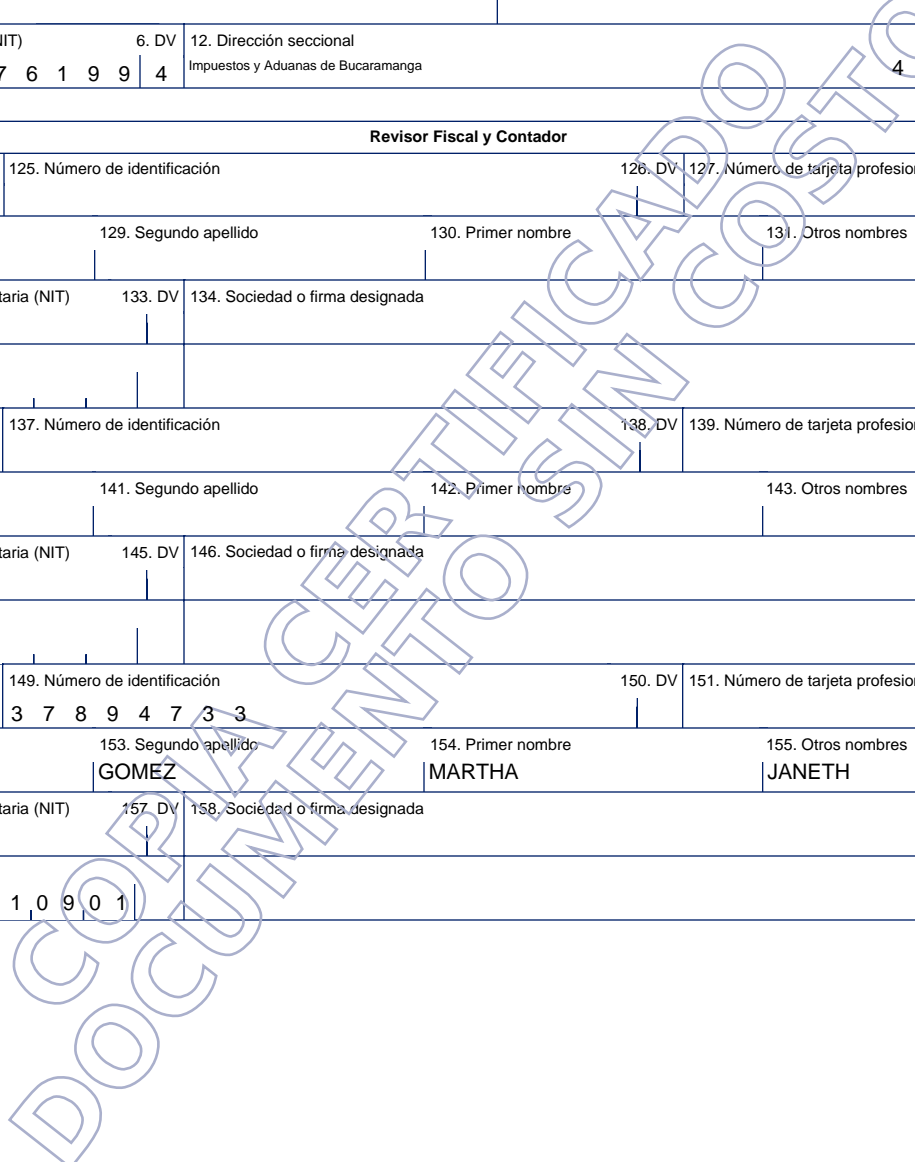 IIT) 6. DV 12. Dirección seccional
7 6 1 9 9 4 Impuestos y Aduanas de Bucaramanga 4
Revisor Fiscal y Contador
125. Número de identificación 126. DV 127. Número de tarjeta profesion
129. Segundo apellido 130. Primer nombre 131. Otros nombres
taria (NIT) 133. DV 134. Sociedad o firma designada
137. Número de identificación 138. DV 139. Número de tarjeta profesion
141. Segundo apellido 142. Primer nombre 143. Otros nombres
taria (NIT) 145. DV 146. Sociedad o firma designada
149. Número de identificación 150. DV 151. Número de tarjeta profesion
3 7 8 9 4 7 3 3
153. Segundo apellido 154. Primer nombre 155. Otros nombres
GOMEZ MARTHA JANETH
taria (NIT) 157. DV 158. Sociedad o firma designada
1 0 9 0 1
COPIA CERTIFICADO
DOCUMENTO SIN COSTO